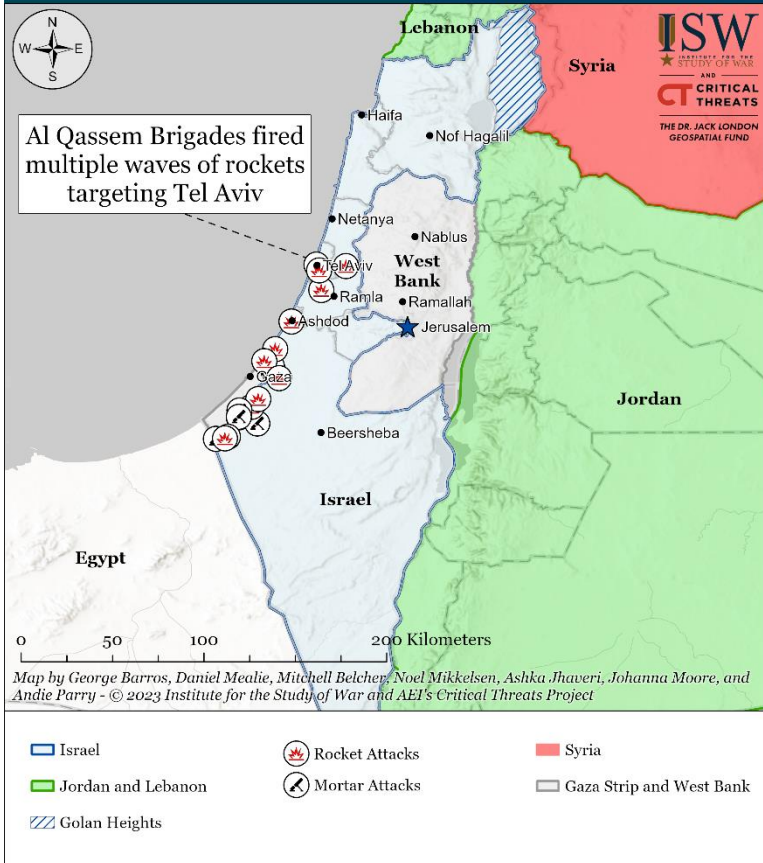 N
W
E
S
Lebanon
ISW
INSTITUTE FOR THE
STUDY OF WAR
AND
CT CRITICAL
THREATS
THE DR. JACK LONDON
GEOSPATIAL FUND
Syria
Haifa
Nof Hagalil
Al Qassem Brigades fired
multiple waves of rockets
targeting Tel Aviv
Netanya
Nablus
Tel Aviv
West
Bank
Ramla
Ramallah
Ashdod
Jerusalem
Gaza
Jordan
Beersheba
Israel
Egypt
0 50 100 200 Kilometers
Map by George Barros, Daniel Mealie, Mitchell Belcher, Noel Mikkelsen, Ashka Jhaveri, Johanna Moore, and
Andie Parry - © 2023 Institute for the Study of War and AEI's Critical Threats Project
Israel
Rocket Attacks
Syria
Jordan and Lebanon
Mortar Attacks
Gaza Strip and West Bank
Golan Heights